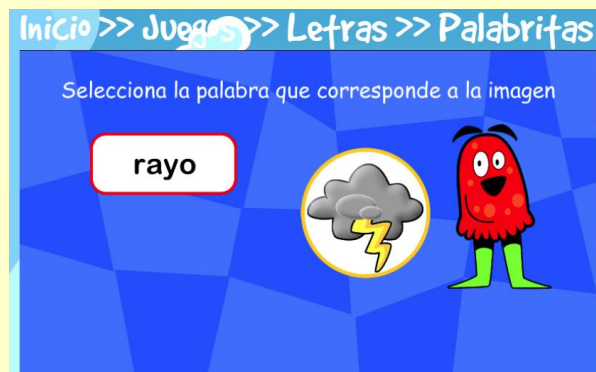 Inicio >> Juegos >> Letras >> Palabritas
Selecciona la palabra que corresponde a la imagen
rayo